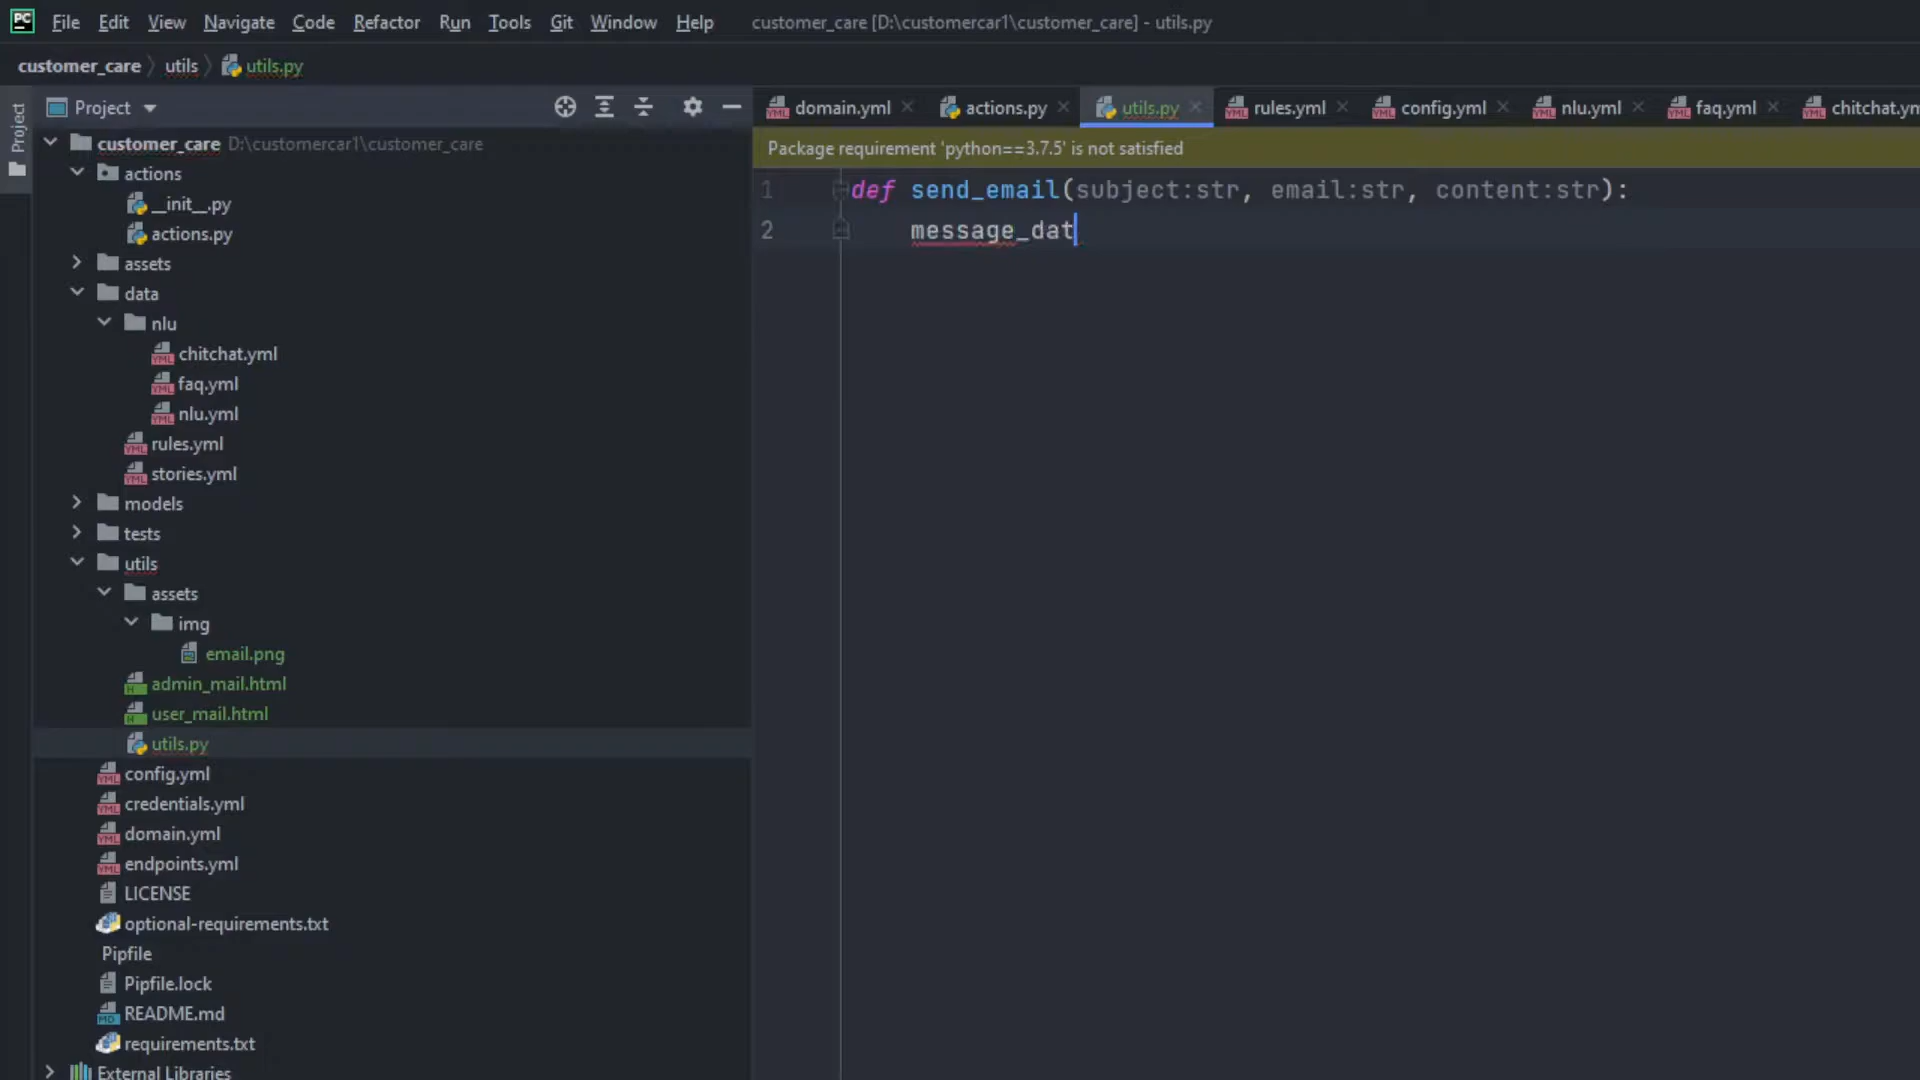 PC File Edit View Navigate Code Refactor Run Tools Git Window Help customer_care [D:\customercar1\customer_care] - utils.py
customer_care utils utils.py
Project
Project
domain.yml actions.py utils.py rules.yml config.yml nlu.yml faq.yml chitchat.ym
Package requirement 'python==3.7.5' is not satisfied
1 def send_email(subject:str, email:str, content:str):
2 message_dat
customer_care D:\customercar1\customer_care
actions
__init__.py
actions.py
assets
data
nlu
chitchat.yml
faq.yml
nlu.yml
rules.yml
stories.yml
models
tests
utils
assets
img
email.png
admin_mail.html
user_mail.html
utils.py
config.yml
credentials.yml
domain.yml
endpoints.yml
LICENSE
optional-requirements.txt
Pipfile
Pipfile.lock
README.md
requirements.txt
External Libraries